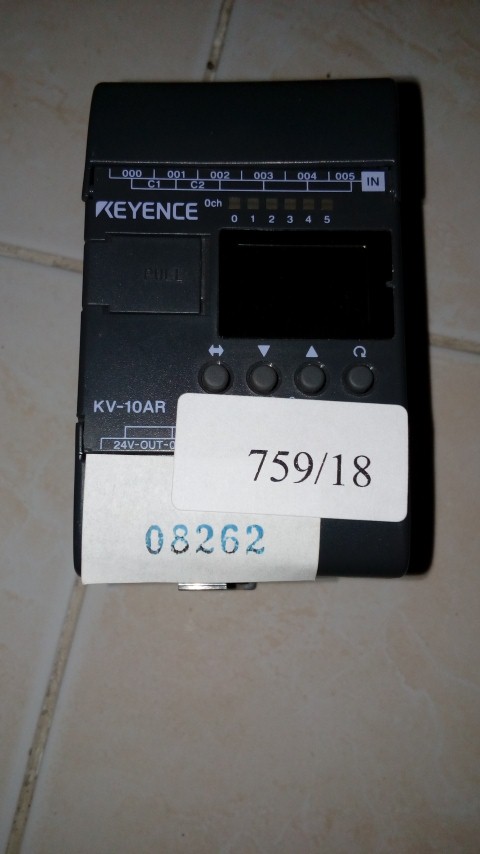 000 001 002 003 004 005
C1 C2 IN
KEYENCE 0ch
0 1 2 3 4 5
KV-10AR
24V-OUT-0
759/18
08262